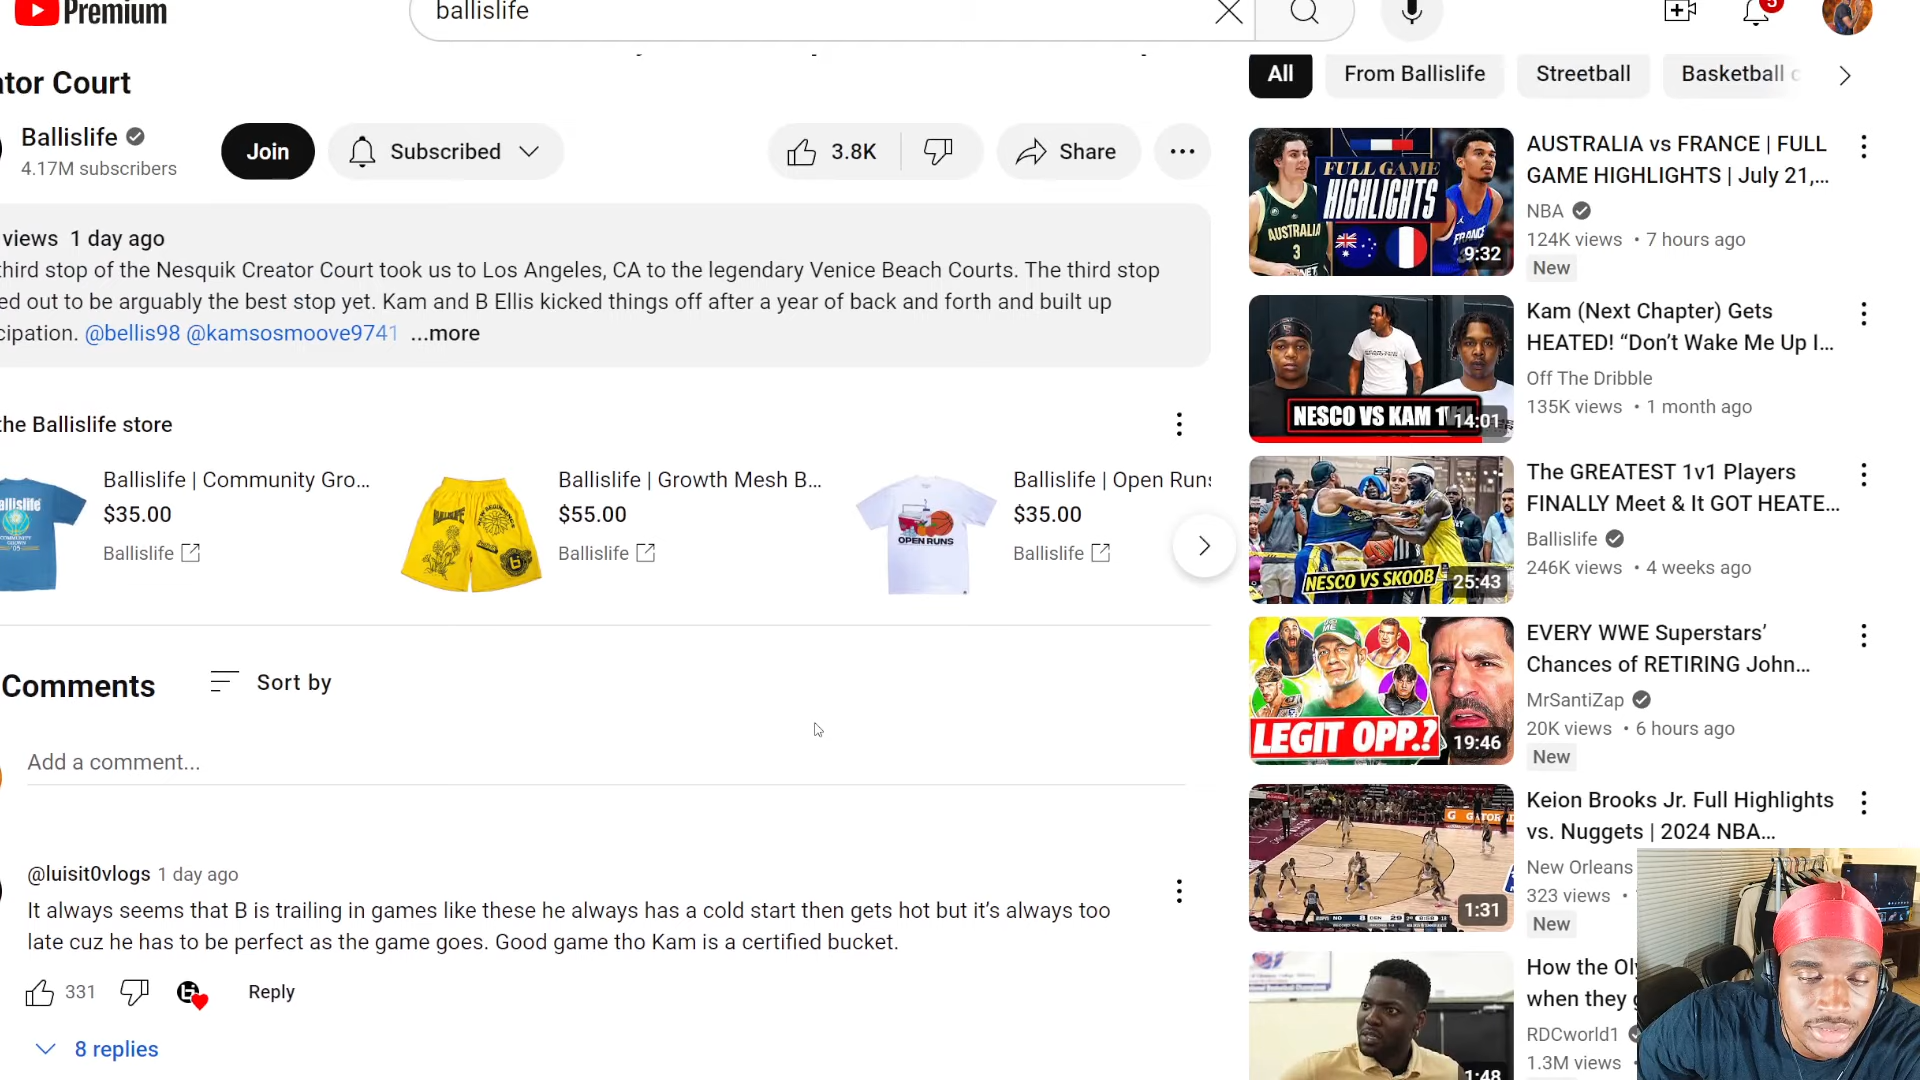 Premium
ballislife
5
ator Court
Ballislife
4.17M subscribers
Join
Subscribed
3.8K
Share
views 1 day ago
third stop of the Nesquik Creator Court took us to Los Angeles, CA to the legendary Venice Beach Courts. The third stop
ed out to be arguably the best stop yet. Kam and B Ellis kicked things off after a year of back and forth and built up
cipation. @bellis98 @kamsosmoove9741 ...more
the Ballislife store
Ballislife | Community Gro...
$35.00
Ballislife
Ballislife | Growth Mesh B...
$55.00
Ballislife
OPEN RUNS
Ballislife | Open Runs
$35.00
Ballislife
Comments
Sort by
Add a comment...
@luisit0vlogs 1 day ago
It always seems that B is trailing in games like these he always has a cold start then gets hot but it's always too
late cuz he has to be perfect as the game goes. Good game tho Kam is a certified bucket.
331
Reply
8 replies
All
From Ballislife
Streetball
Basketball c
FULL GAME
HIGHLIGHTS
AUSTRALIA
3
FRANCE
9:32
AUSTRALIA vs FRANCE | FULL
GAME HIGHLIGHTS | July 21,...
NBA
124K views • 7 hours ago
New
NESCO VS KAM 1V1
14:01
Kam (Next Chapter) Gets
HEATED! “Don’t Wake Me Up I...
Off The Dribble
135K views • 1 month ago
NESCO VS SKOOB
25:43
The GREATEST 1v1 Players
FINALLY Meet & It GOT HEATE...
Ballislife
246K views • 4 weeks ago
LEGIT OPP.?
19:46
EVERY WWE Superstars’
Chances of RETIRING John...
MrSantiZap
20K views • 6 hours ago
New
1:31
Keion Brooks Jr. Full Highlights
vs. Nuggets | 2024 NBA...
New Orleans
323 views •
New
1:48
How the Ol
when they
RDCworld1
1.3M views •